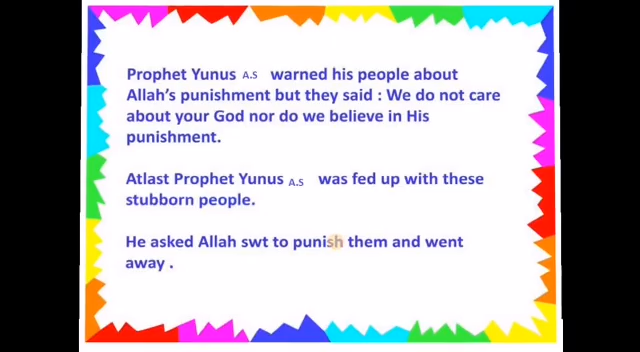 Prophet Yunus A.S warned his people about
Allah's punishment but they said : We do not care
about your God nor do we believe in His
punishment.
Atlast Prophet Yunus A.S was fed up with these
stubborn people.
He asked Allah swt to punish them and went
away .